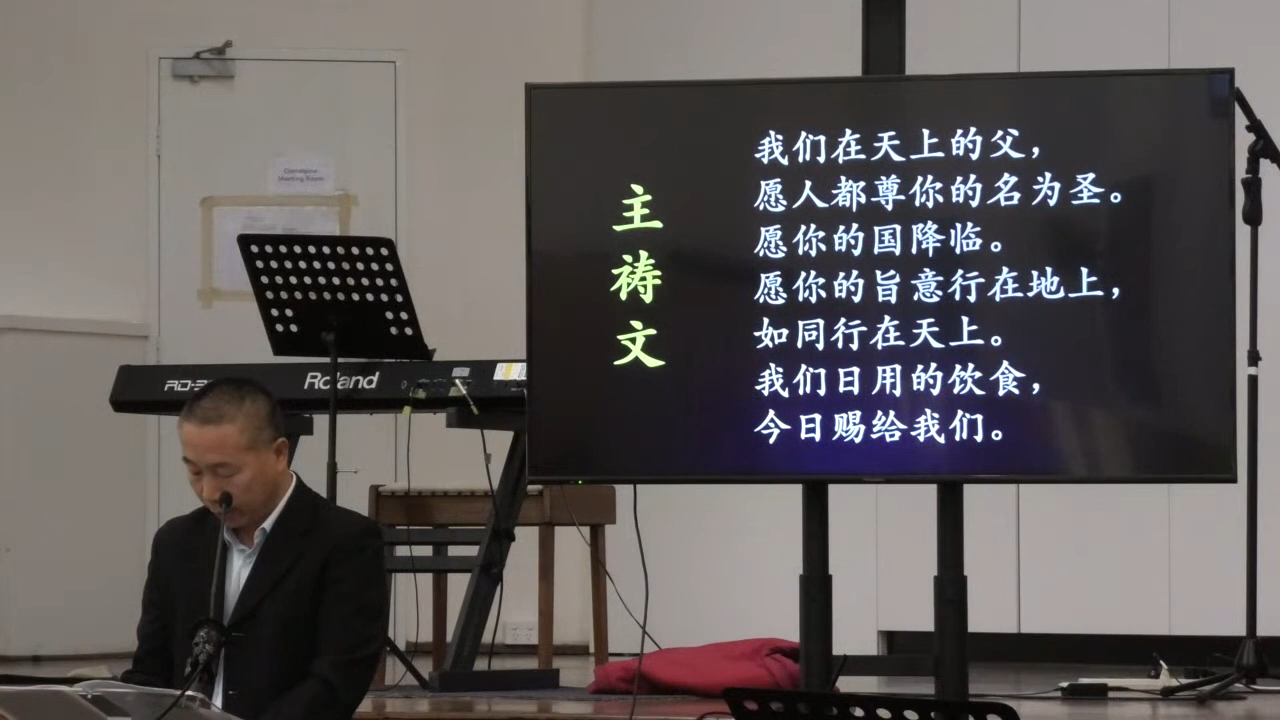 Roland
主祷文
我们在天上的父，
愿人都尊你的名为圣。
愿你的国降临。
愿你的旨意行在地上，
如同行在天上。
我们日用的饮食，
今日赐给我们。